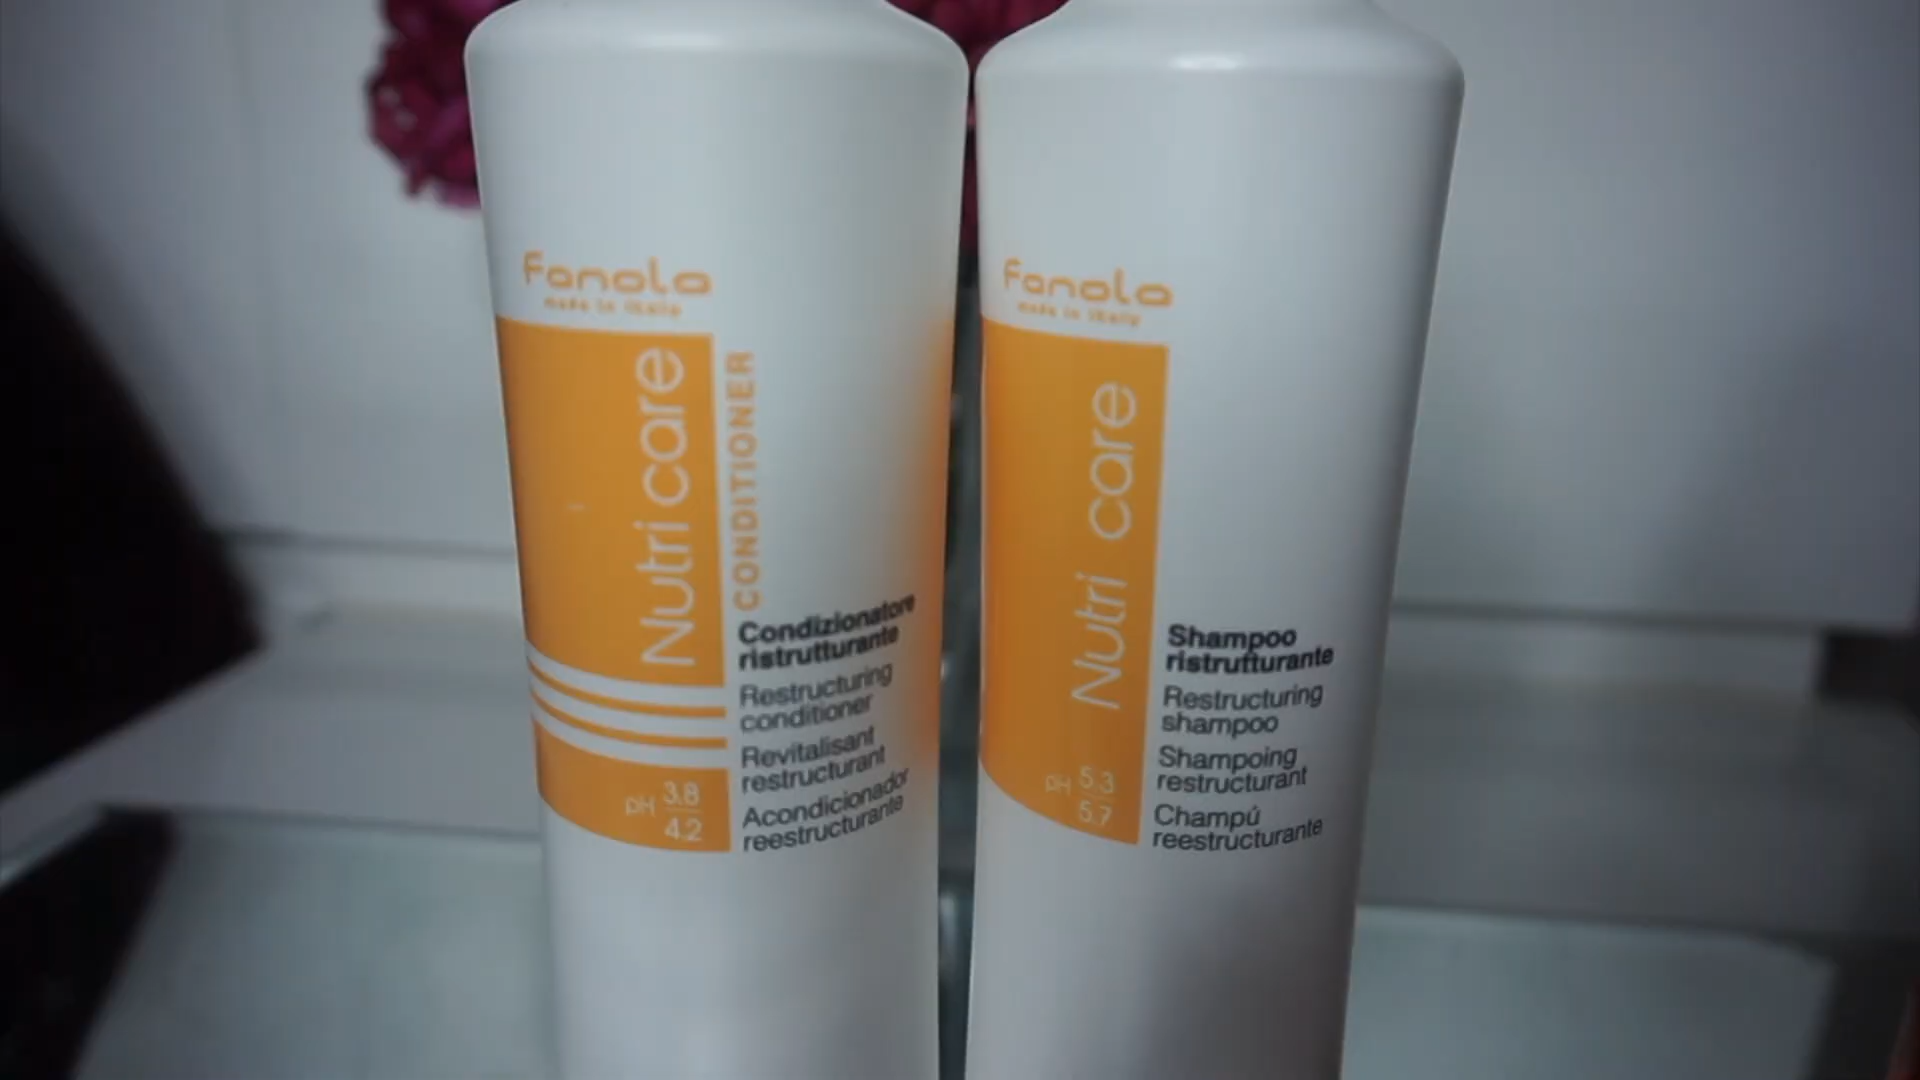 Fanola
made in italy
Nutri care
CONDITIONER
Condizionatore
ristrutturante
Restructuring
conditioner
Revitalisant
restructurant
Acondicionador
reestructurante
pH 3.8
4.2
Fanola
made in italy
Nutri care
Shampoo
ristrutturante
Restructuring
shampoo
Shampoing
restructurant
Champú
reestructurante
pH 5.3
5.7